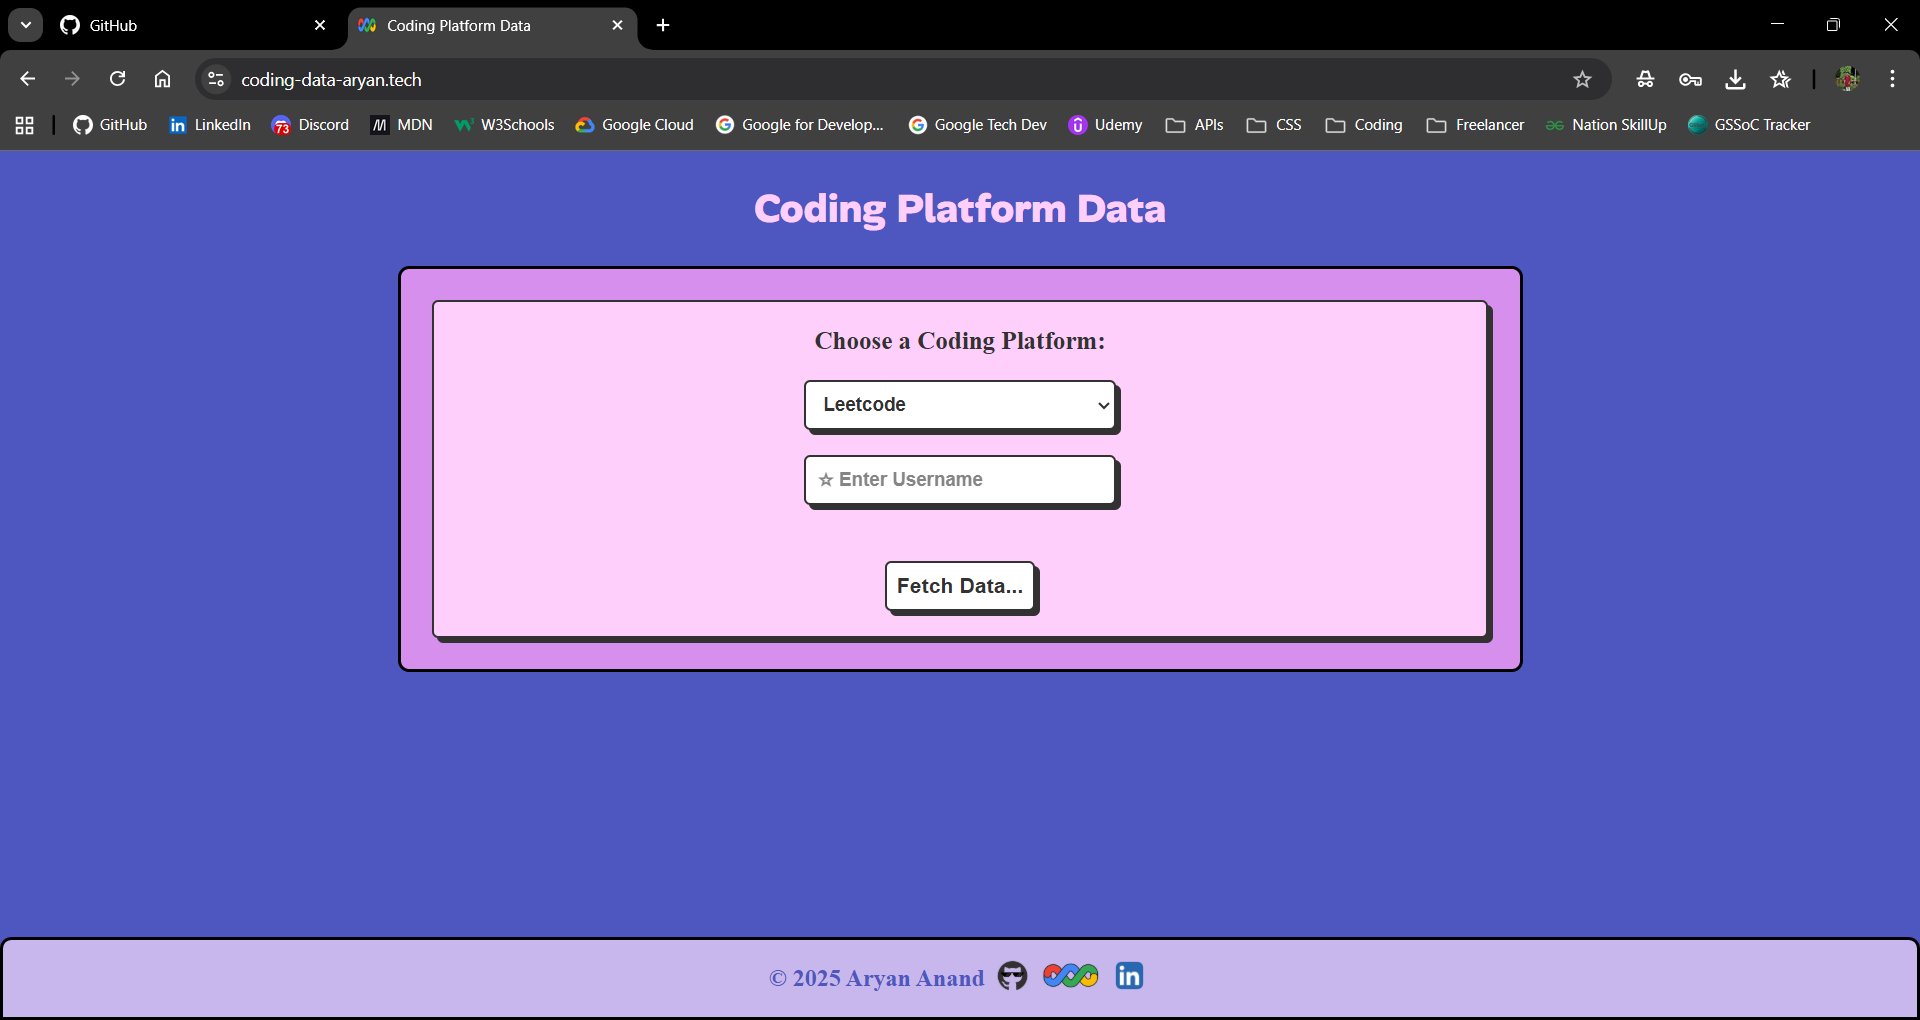 GitHub
Coding Platform Data
coding-data-aryan.tech
GitHub LinkedIn 73 Discord MDN W3Schools Google Cloud Google for Develop... Google Tech Dev Udemy APIs CSS Coding Freelancer Nation SkillUp GSSoC Tracker
Coding Platform Data
Choose a Coding Platform:
Leetcode
☆ Enter Username
Fetch Data...
© 2025 Aryan Anand in